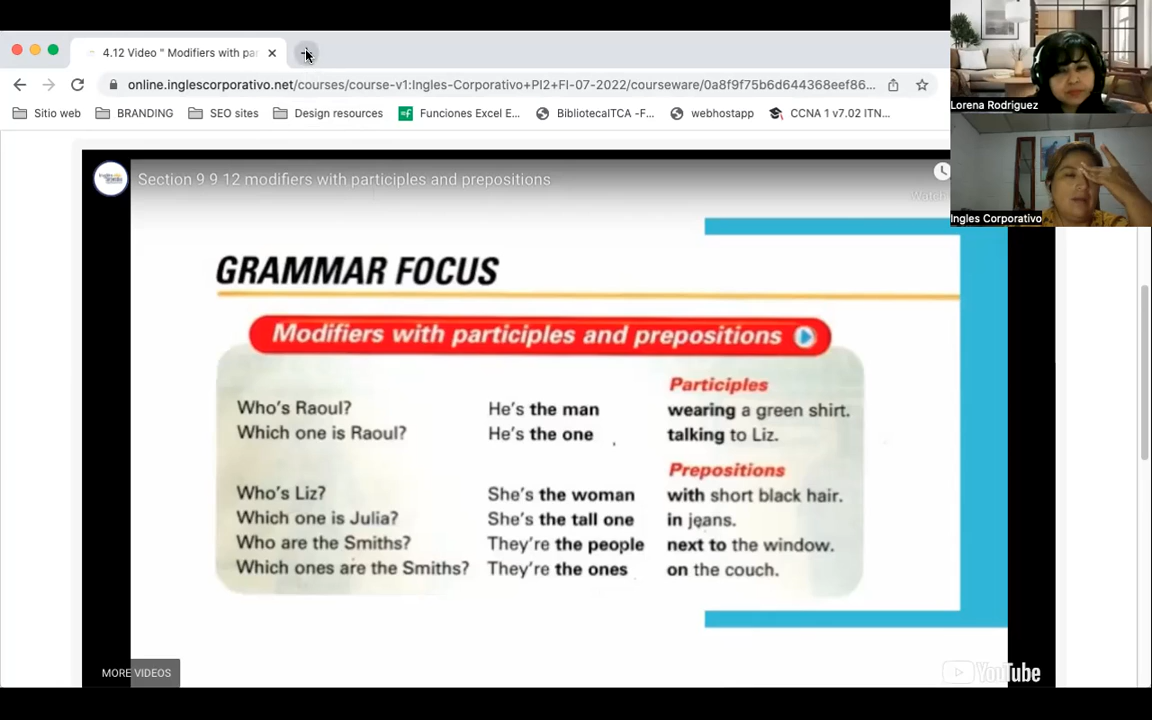 4.12 Video " Modifiers with pa
online.inglescorporativo.net/courses/course-v1:Ingles-Corporativo+PI2+FI-07-2022/courseware/0a8f9f75b6d644368eef86...
Sitio web
BRANDING
SEO sites
Design resources
Funciones Excel E...
BibliotecaITCA -F...
webhostapp
CCNA 1 v7.02 ITN...
Lorena Rodriguez
Ingles Corporativo
Section 9 9 12 modifiers with participles and prepositions
GRAMMAR FOCUS
Modifiers with participles and prepositions
Participles
Who's Raoul? He's the man wearing a green shirt.
Which one is Raoul? He's the one talking to Liz.
Prepositions
Who's Liz? She's the woman with short black hair.
Which one is Julia? She's the tall one in jeans.
Who are the Smiths? They're the people next to the window.
Which ones are the Smiths? They're the ones on the couch.
MORE VIDEOS
YouTube